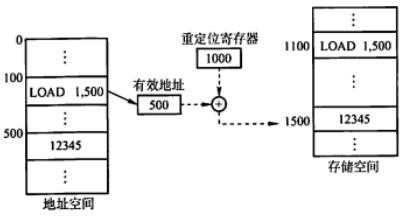 0
⋮
100
LOAD 1,500
⋮
500
12345
⋮
地址空间
有效地址
500
重定位寄存器
1000
+
⋮
1100
LOAD 1,500
⋮
1500
12345
⋮
存储空间